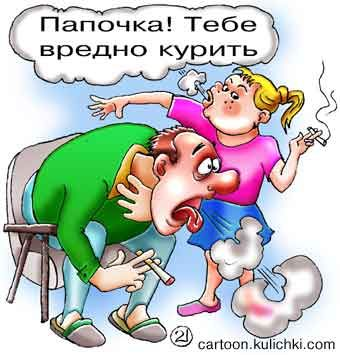 Папочка! Тебе
вредно курить
cartoon.kulichki.com